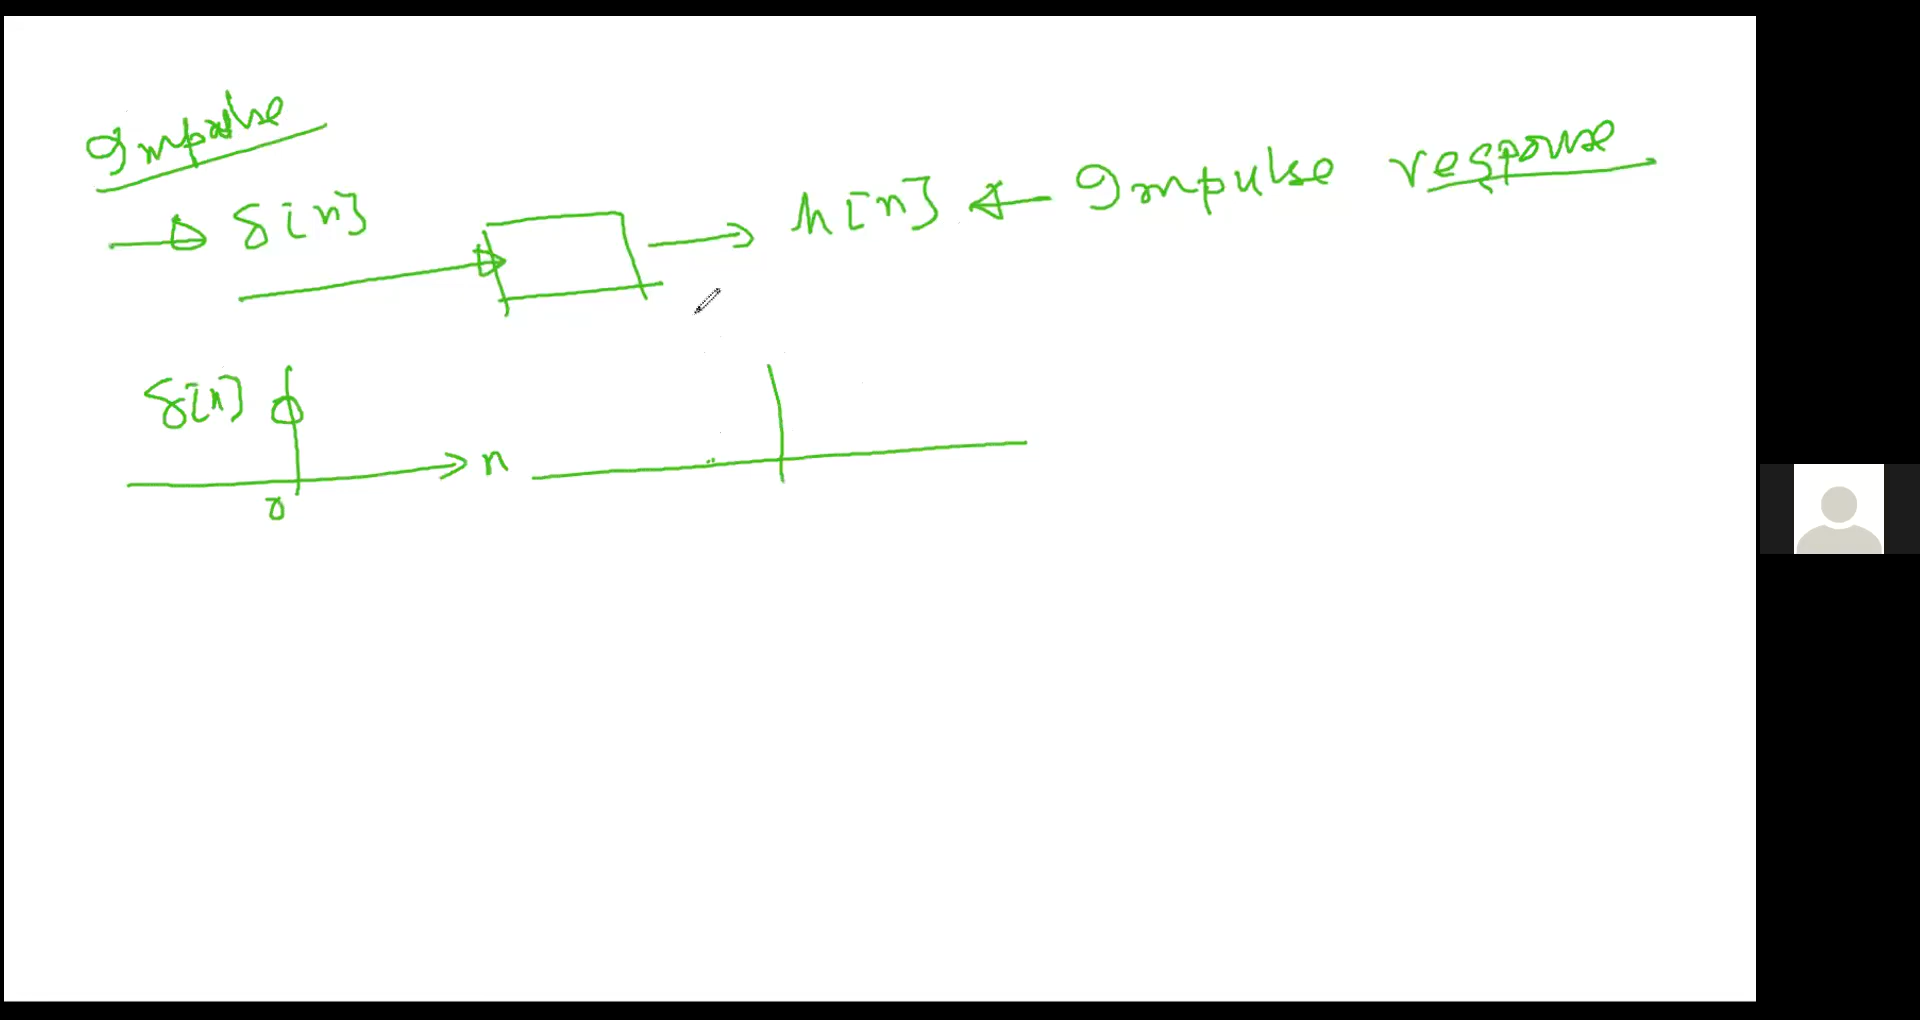 Impulse
δ[n]
h[n] Impulse response
δ[n]
n
0